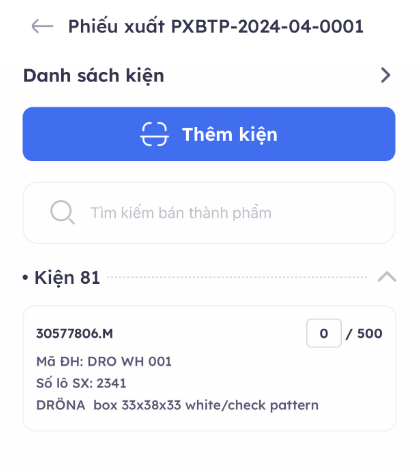 Phiếu xuất PXBTP-2024-04-0001
Danh sách kiện
Thêm kiện
Tìm kiếm bán thành phẩm
• Kiện 81
30577806.M 0 / 500
Mã ĐH: DRO WH 001
Số lô SX: 2341
DRÖNA box 33x38x33 white/check pattern